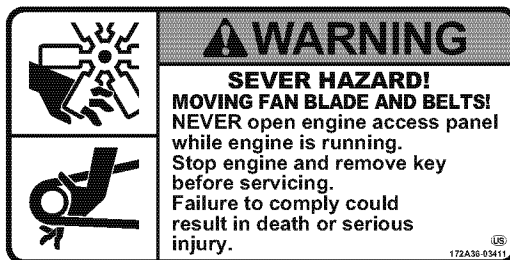 WARNING
SEVER HAZARD!
MOVING FAN BLADE AND BELTS!
NEVER open engine access panel
while engine is running.
Stop engine and remove key
before servicing.
Failure to comply could
result in death or serious
injury.
US
172A36-03411